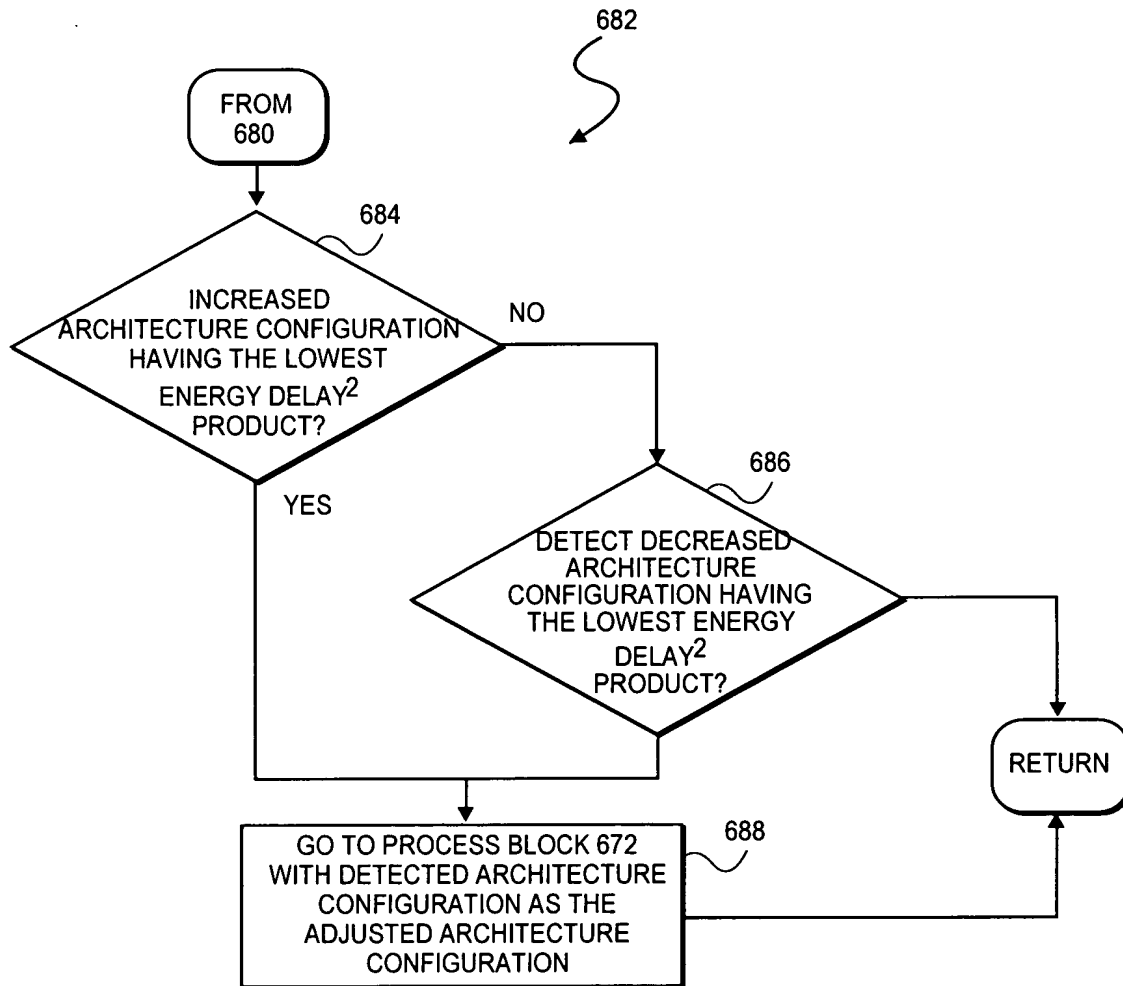 682
FROM
680
684
INCREASED
ARCHITECTURE CONFIGURATION
HAVING THE LOWEST
ENERGY DELAY²
PRODUCT?
NO
YES
686
DETECT DECREASED
ARCHITECTURE
CONFIGURATION HAVING
THE LOWEST ENERGY
DELAY²
PRODUCT?
RETURN
688
GO TO PROCESS BLOCK 672
WITH DETECTED ARCHITECTURE
CONFIGURATION AS THE
ADJUSTED ARCHITECTURE
CONFIGURATION